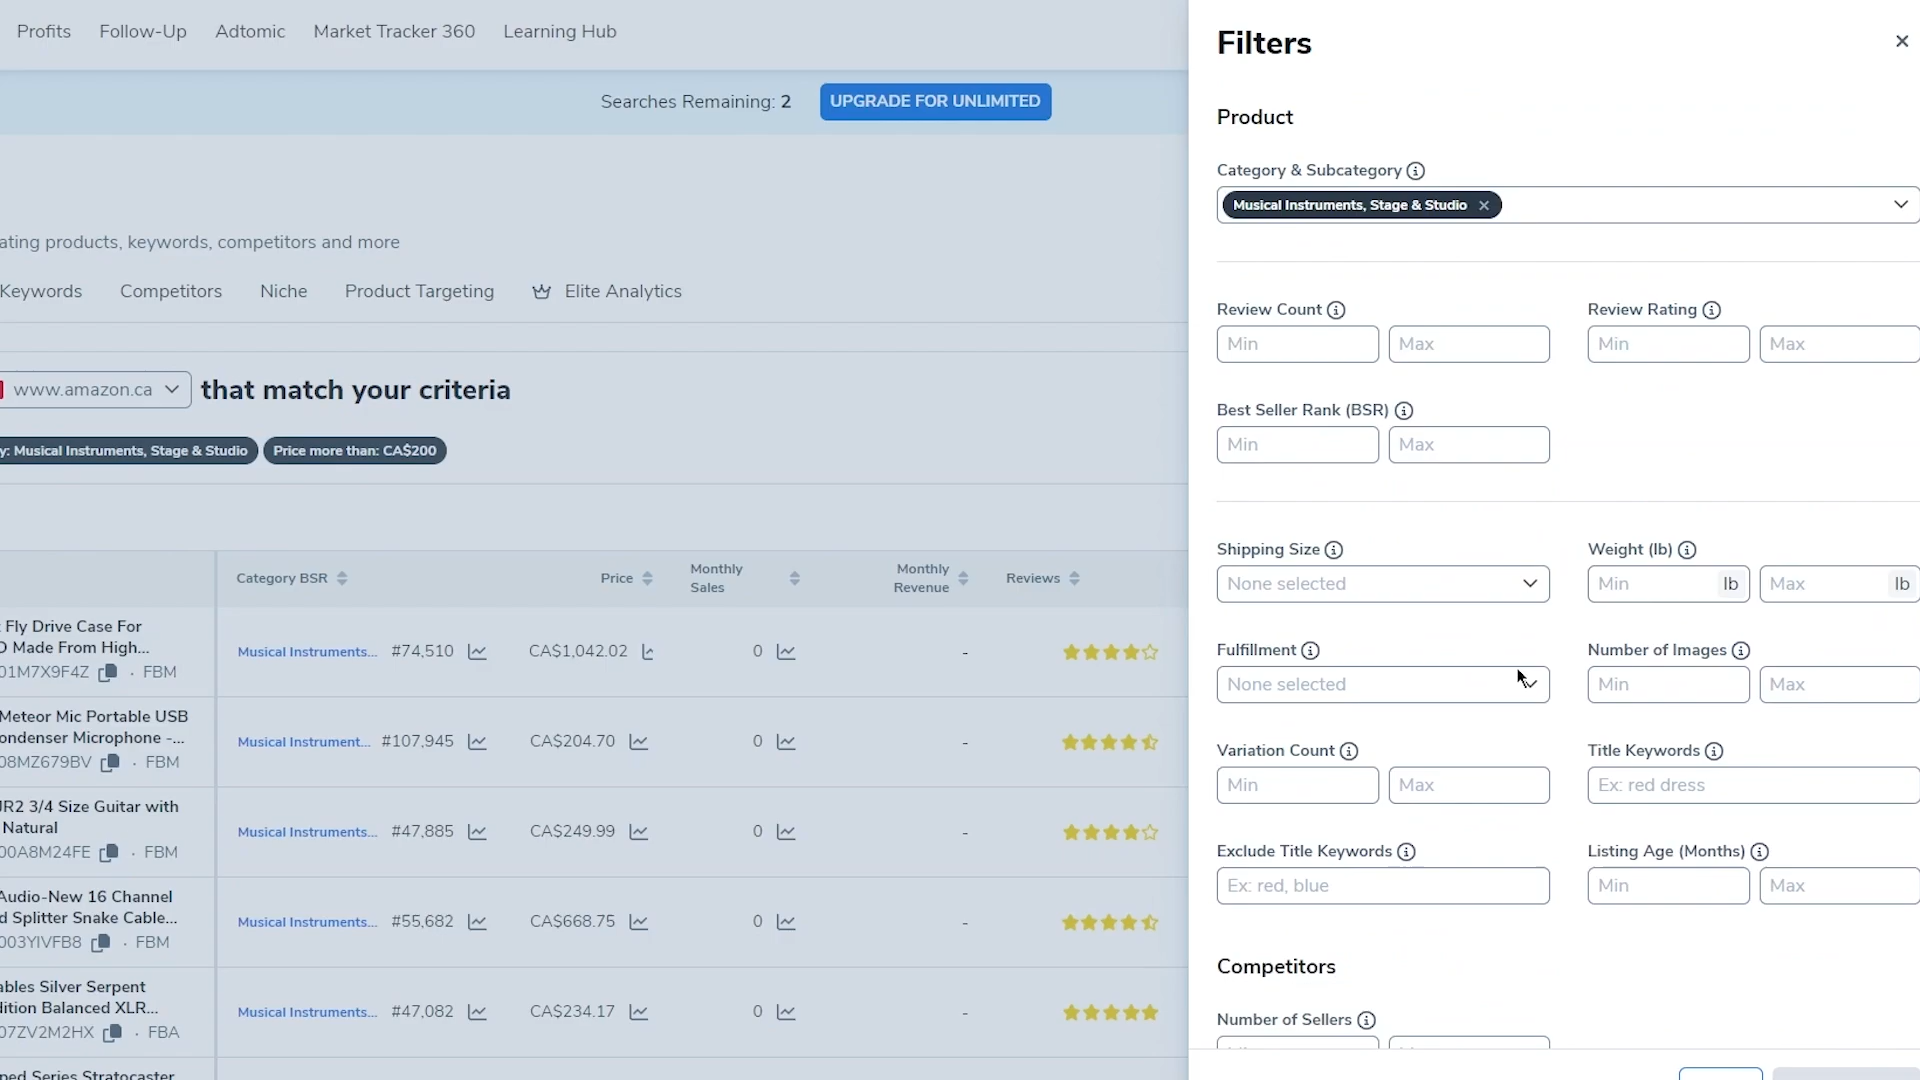 Profits Follow-Up Adtomic Market Tracker 360 Learning Hub
Searches Remaining: 2 UPGRADE FOR UNLIMITED
ating products, keywords, competitors and more
Keywords Competitors Niche Product Targeting Elite Analytics
www.amazon.ca that match your criteria
y: Musical Instruments, Stage & Studio Price more than: CA$200
Category BSR Price Monthly Sales Monthly Revenue Reviews
Fly Drive Case For
O Made From High...
01M7X9F4Z · FBM
Musical Instruments... #74,510 CA$1,042.02 0 -
Meteor Mic Portable USB
ondenser Microphone -...
08MZ679BV · FBM
Musical Instrument... #107,945 CA$204.70 0 -
JR2 3/4 Size Guitar with
Natural
00A8M24FE · FBM
Musical Instruments... #47,885 CA$249.99 0 -
Audio-New 16 Channel
d Splitter Snake Cable...
003YIVFB8 · FBM
Musical Instruments... #55,682 CA$668.75 0 -
ables Silver Serpent
dition Balanced XLR...
07ZV2M2HX · FBA
Musical Instruments... #47,082 CA$234.17 0 -
ped Series Stratocaster
Filters
Product
Category & Subcategory
Musical Instruments, Stage & Studio
Review Count Review Rating
Min Max Min Max
Best Seller Rank (BSR)
Min Max
Shipping Size Weight (lb)
None selected Min lb Max lb
Fulfillment Number of Images
None selected Min Max
Variation Count Title Keywords
Min Max Ex: red dress
Exclude Title Keywords Listing Age (Months)
Ex: red, blue Min Max
Competitors
Number of Sellers